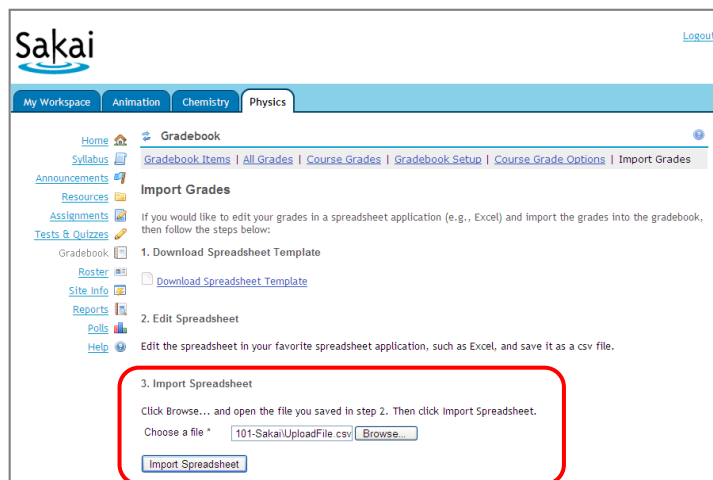 Sakai
Logout
My Workspace Animation Chemistry Physics
Home
Syllabus
Announcements
Resources
Assignments
Tests & Quizzes
Gradebook
Roster
Site Info
Reports
Polls
Help
Gradebook
Gradebook Items | All Grades | Course Grades | Gradebook Setup | Course Grade Options | Import Grades
Import Grades
If you would like to edit your grades in a spreadsheet application (e.g., Excel) and import the grades into the gradebook,
then follow the steps below:
1. Download Spreadsheet Template
Download Spreadsheet Template
2. Edit Spreadsheet
Edit the spreadsheet in your favorite spreadsheet application, such as Excel, and save it as a csv file.
3. Import Spreadsheet
Click Browse... and open the file you saved in step 2. Then click Import Spreadsheet.
Choose a file * 101-Sakai\UploadFile.csv Browse...
Import Spreadsheet